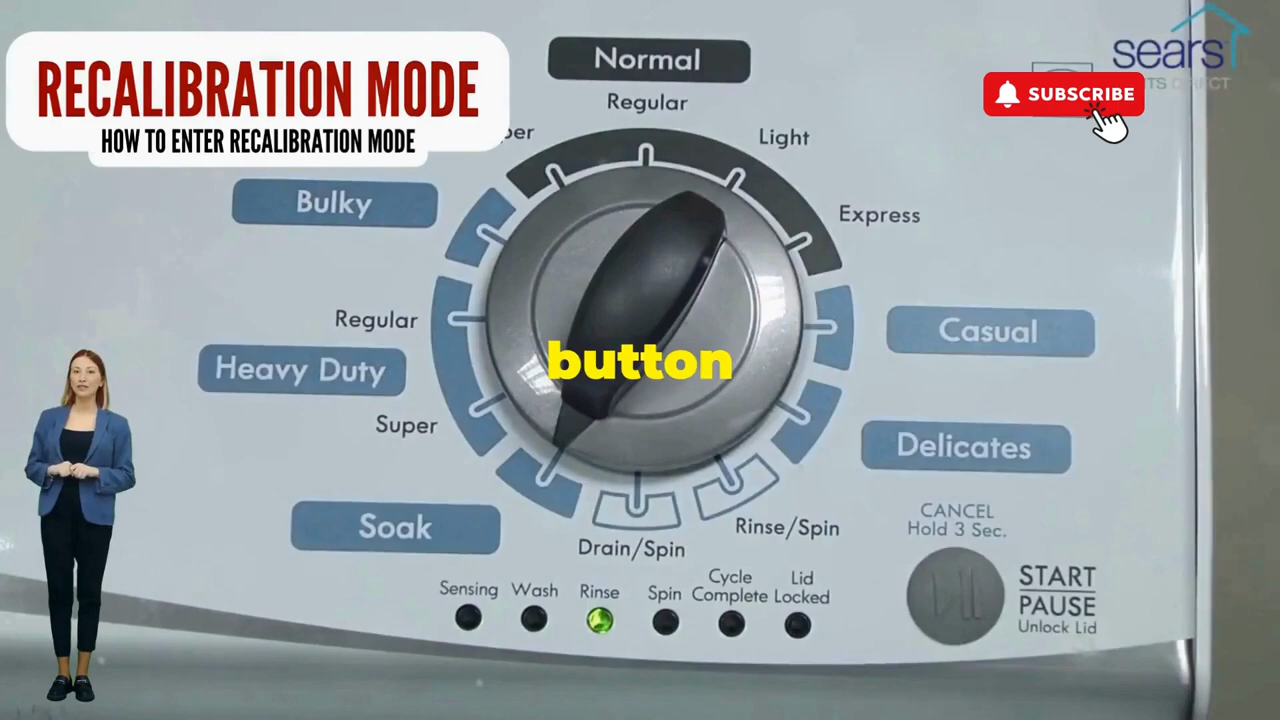 sears
RECALIBRATION MODE
HOW TO ENTER RECALIBRATION MODE
SUBSCRIBE
DIRECT
Normal
Regular
Light
Express
Bulky
Regular
Heavy Duty
Super
Casual
Delicates
button
Soak
Rinse/Spin
Drain/Spin
CANCEL
Hold 3 Sec.
Sensing
Wash
Rinse
Spin
Cycle
Complete
Lid
Locked
START
PAUSE
Unlock Lid